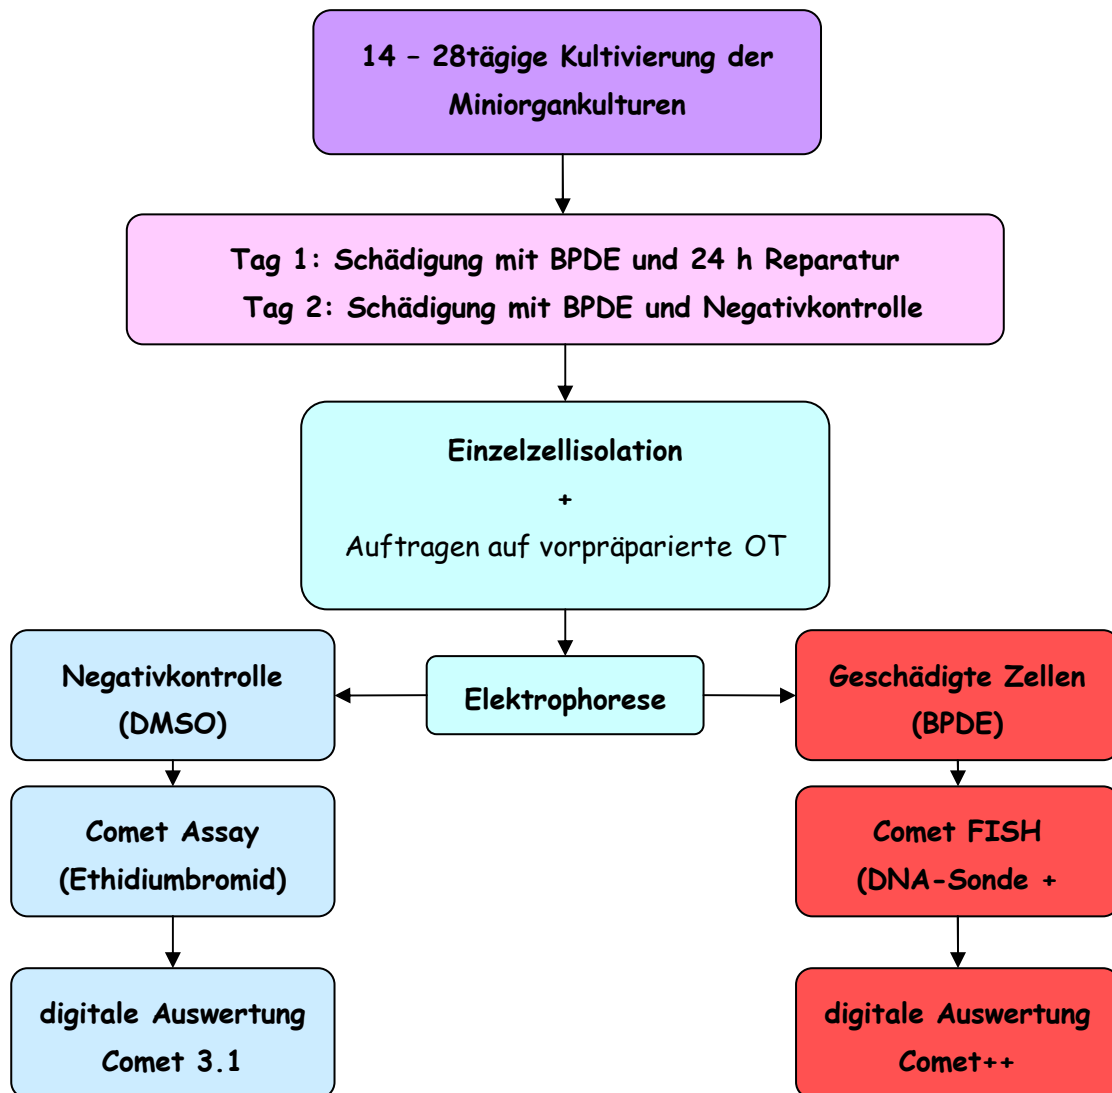 14 – 28tägige Kultivierung der
Miniorgankulturen
Tag 1: Schädigung mit BPDE und 24 h Reparatur
Tag 2: Schädigung mit BPDE und Negativkontrolle
Einzelzellisolation
+
Auftragen auf vorpräparierte OT
Elektrophorese
Negativkontrolle
(DMSO)
Comet Assay
(Ethidiumbromid)
digitale Auswertung
Comet 3.1
Geschädigte Zellen
(BPDE)
Comet FISH
(DNA-Sonde +
digitale Auswertung
Comet++